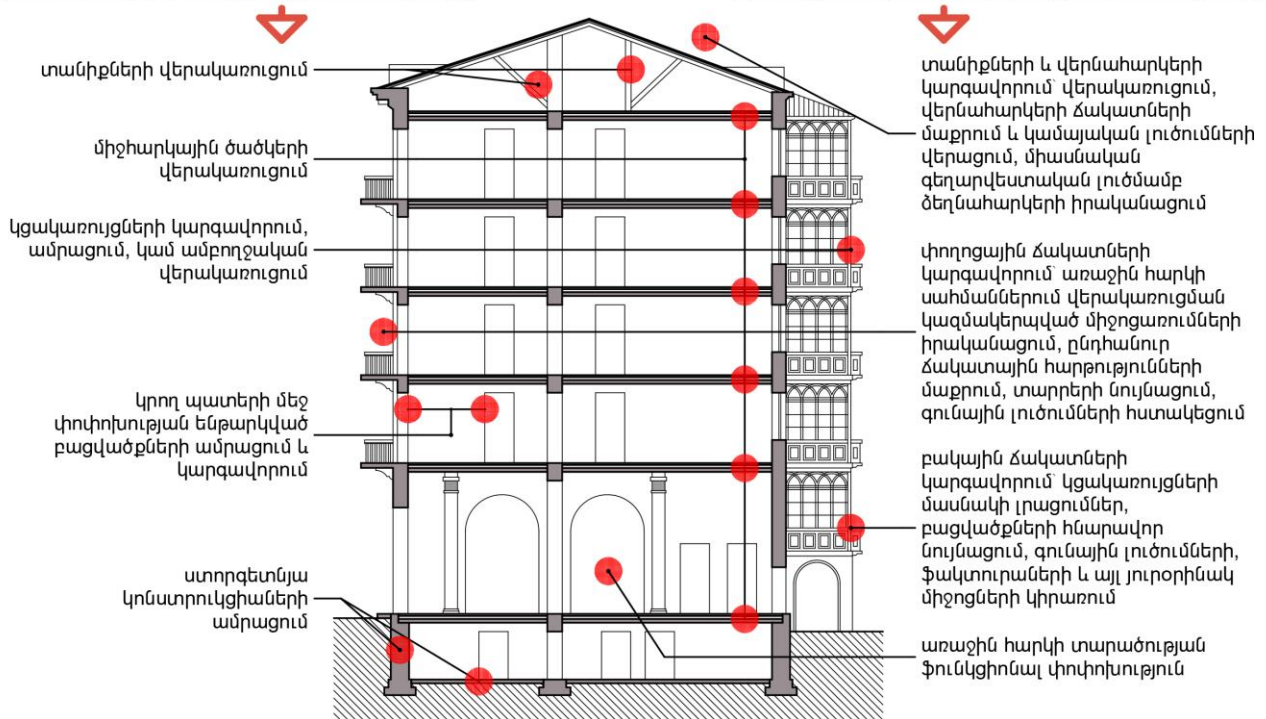 տանիքների վերակառուցում
միջհարկային ծածկերի
վերակառուցում
կցակառույցների կարգավորում,
ամրացում, կամ ամբողջական
վերակառուցում
կրող պատերի մեջ
փոփոխության ենթարկված
բացվածքների ամրացում և
կարգավորում
ստորգետնյա
կոնստրուկցիաների
ամրացում
տանիքների և վերնահարկերի
կարգավորում՝ վերակառուցում,
վերնահարկերի ճակատների
մաքրում և կամայական լուծումների
վերացում, միասնական
գեղարվեստական լուծմամբ
ձեղնահարկերի իրականացում
փողոցային ճակատների
կարգավորում՝ առաջին հարկի
սահմաններում վերակառուցման
կազմակերպված միջոցառումների
իրականացում, ընդհանուր
ճակատային հարթությունների
մաքրում, տարրերի նույնացում,
գունային լուծումների հստակեցում
բակային ճակատների
կարգավորում՝ կցակառույցների
մասնակի լրացումներ,
բացվածքների հնարավոր
նույնացում, գունային լուծումների,
ֆակտուրաների և այլ յուրօրինակ
միջոցների կիրառում
առաջին հարկի տարածության
ֆունկցիոնալ փոփոխություն